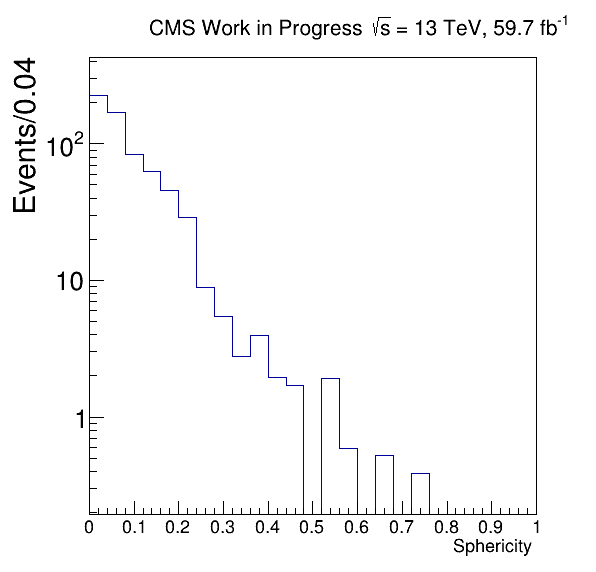 CMS Work in Progress √s = 13 TeV, 59.7 fb⁻¹
Events/0.04
10²
10
1
0 0.1 0.2 0.3 0.4 0.5 0.6 0.7 0.8 0.9 1
Sphericity